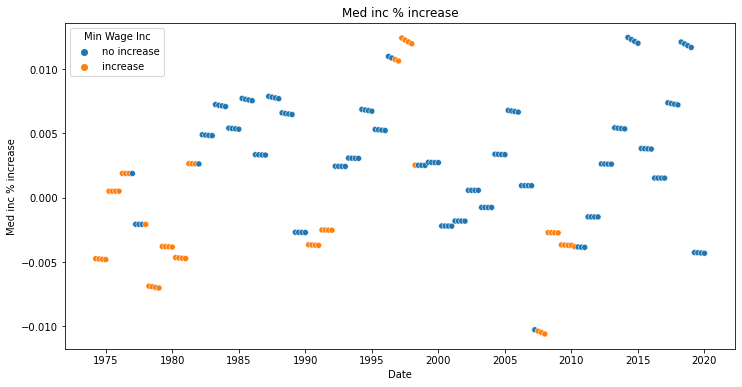 Med inc % increase
Min Wage Inc
no increase
increase
Med inc % increase
0.010
0.005
0.000
−0.005
−0.010
1975 1980 1985 1990 1995 2000 2005 2010 2015 2020
Date